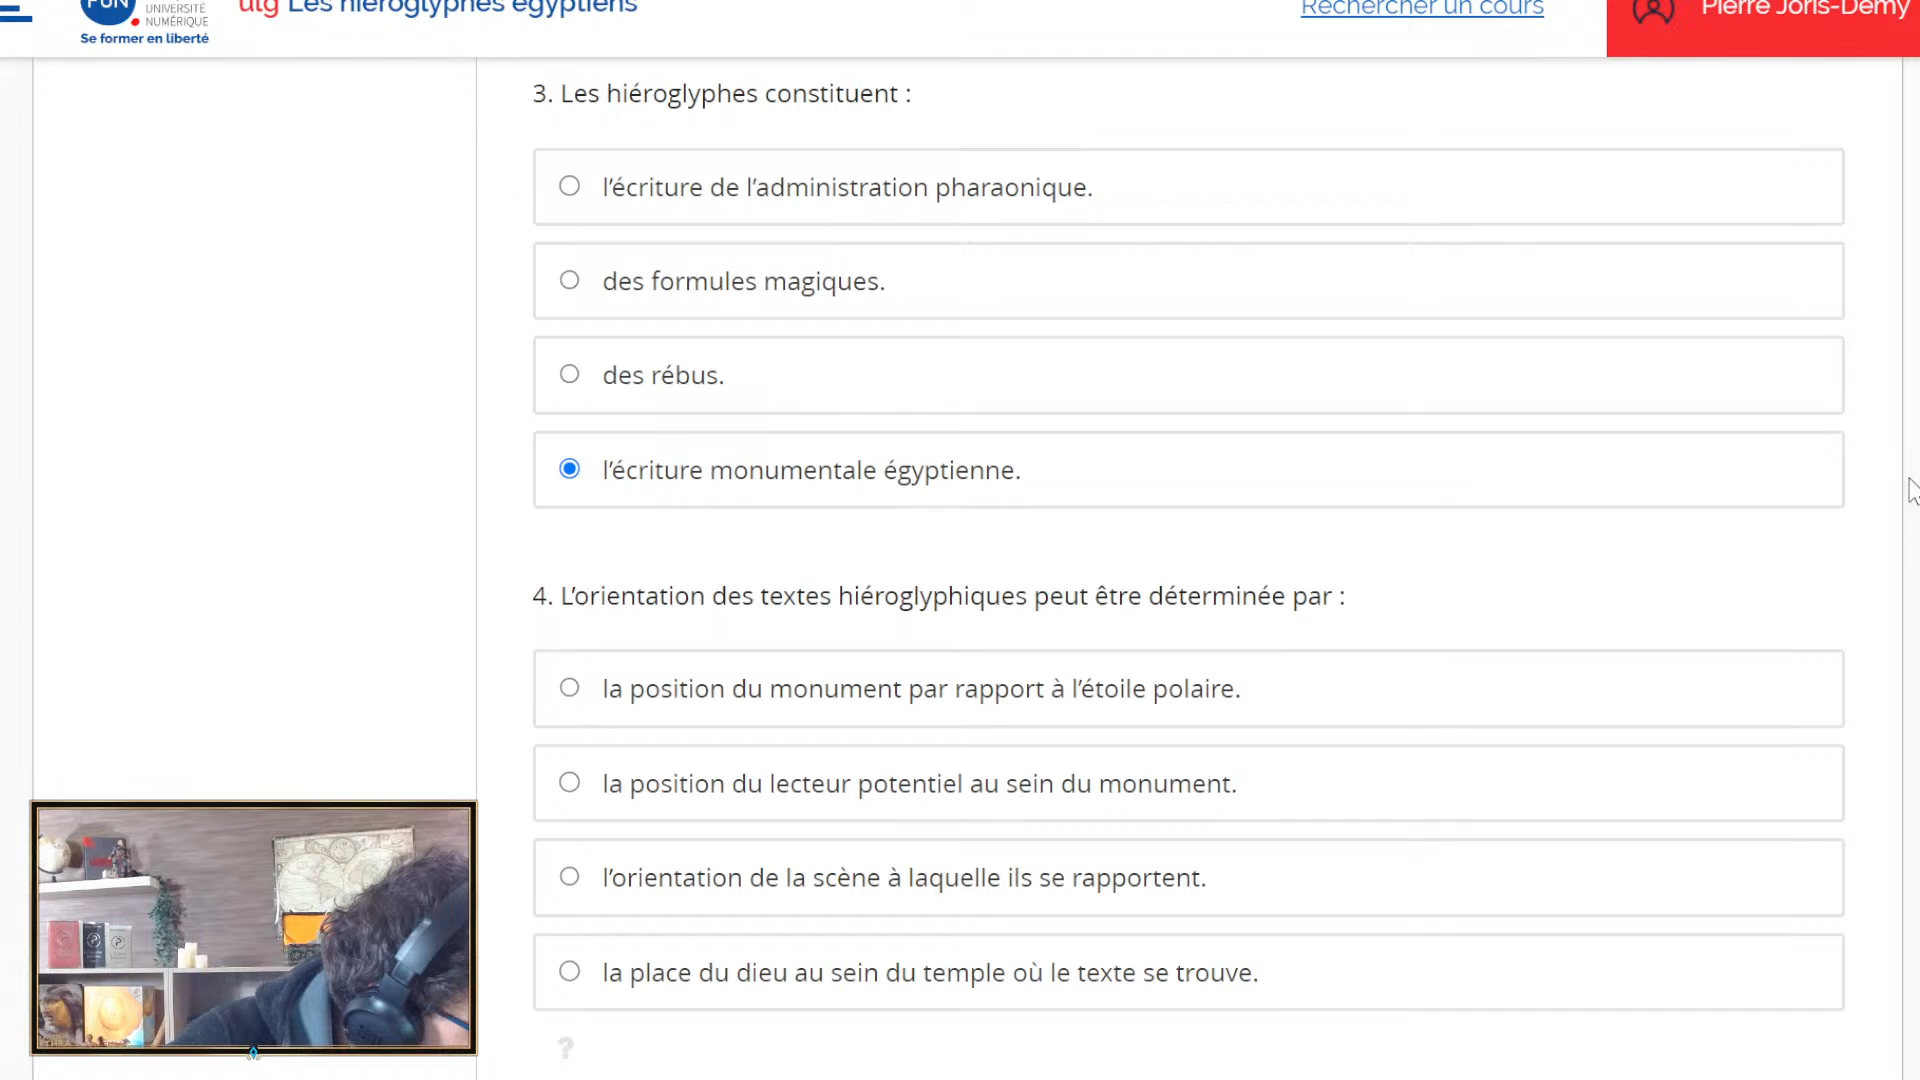 FUN
UNIVERSITÉ
NUMÉRIQUE
Se former en liberté
ulg Les hiéroglyphes égyptiens
Rechercher un cours
Pierre Joris-Demy
3. Les hiéroglyphes constituent :
l’écriture de l’administration pharaonique.
des formules magiques.
des rébus.
l’écriture monumentale égyptienne.
4. L’orientation des textes hiéroglyphiques peut être déterminée par :
la position du monument par rapport à l’étoile polaire.
la position du lecteur potentiel au sein du monument.
l’orientation de la scène à laquelle ils se rapportent.
la place du dieu au sein du temple où le texte se trouve.
?